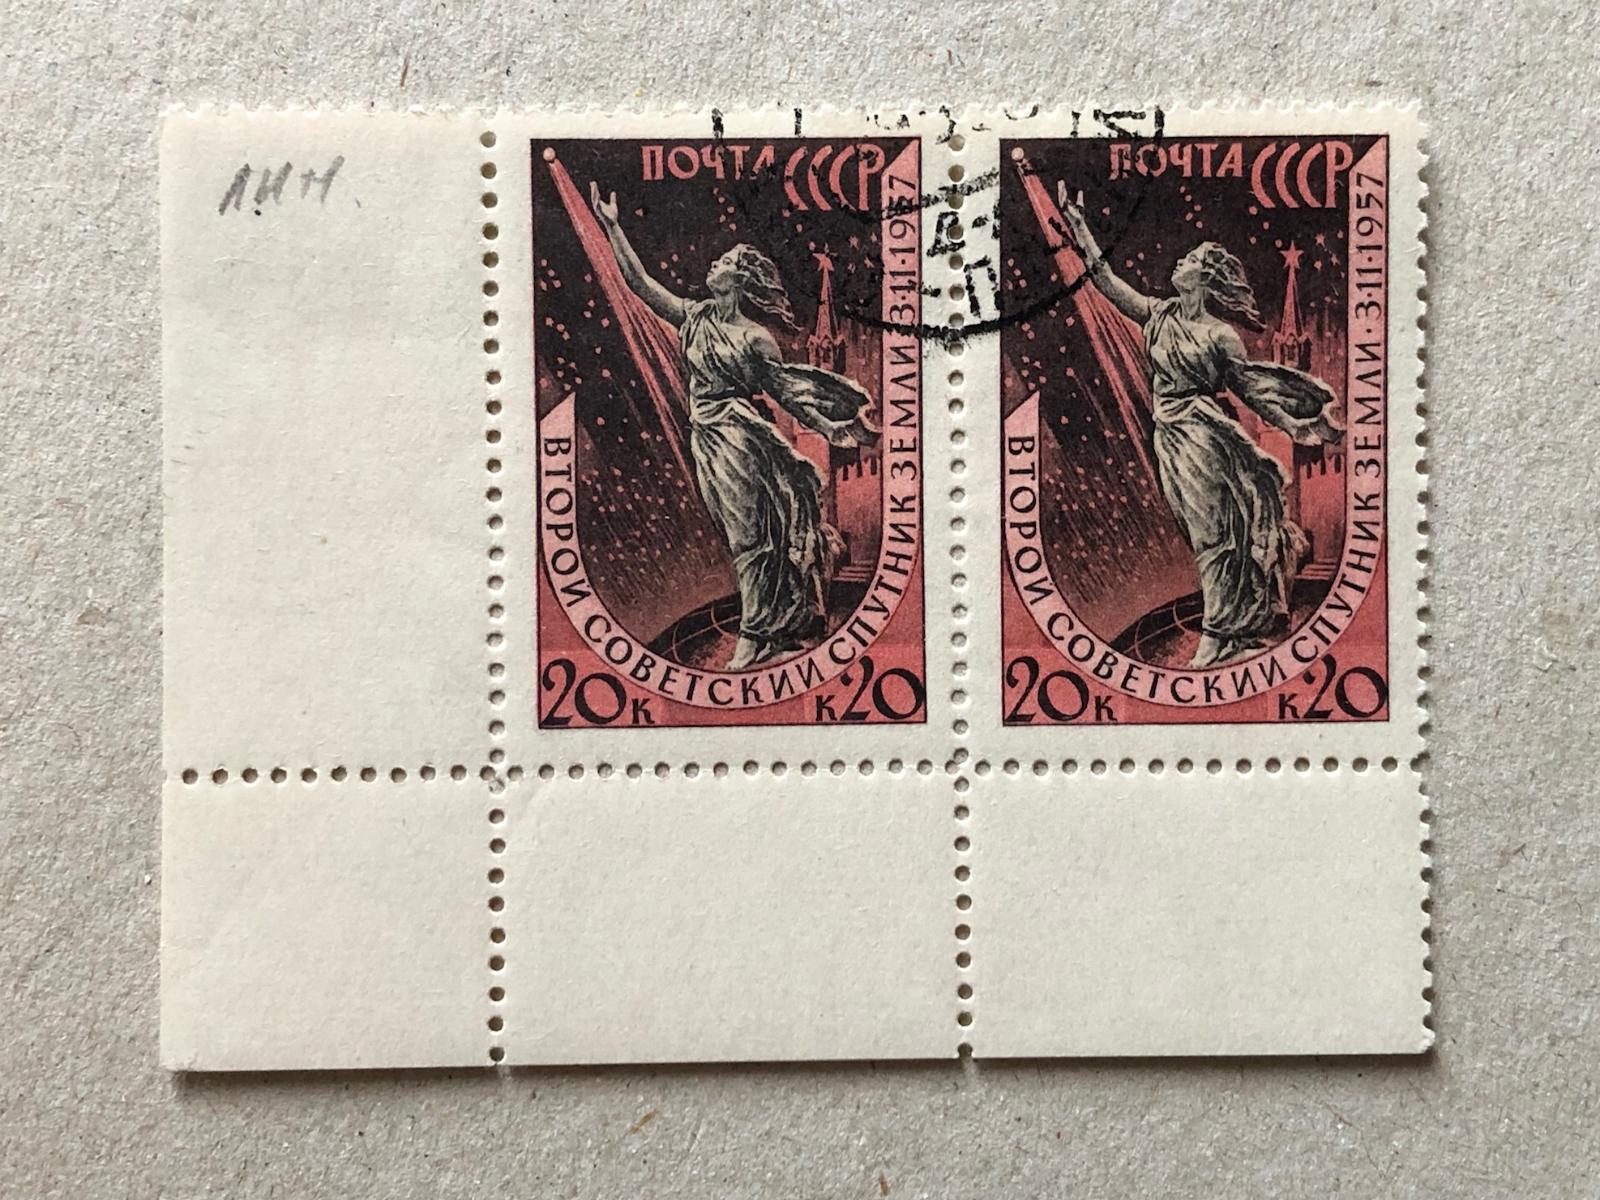 лин.
ПОЧТА СССР
ВТОРОЙ СОВЕТСКИЙ СПУТНИК ЗЕМЛИ·3·11·1957
20к к20
ПОЧТА СССР
ВТОРОЙ СОВЕТСКИЙ СПУТНИК ЗЕМЛИ·3·11·1957
20к к20